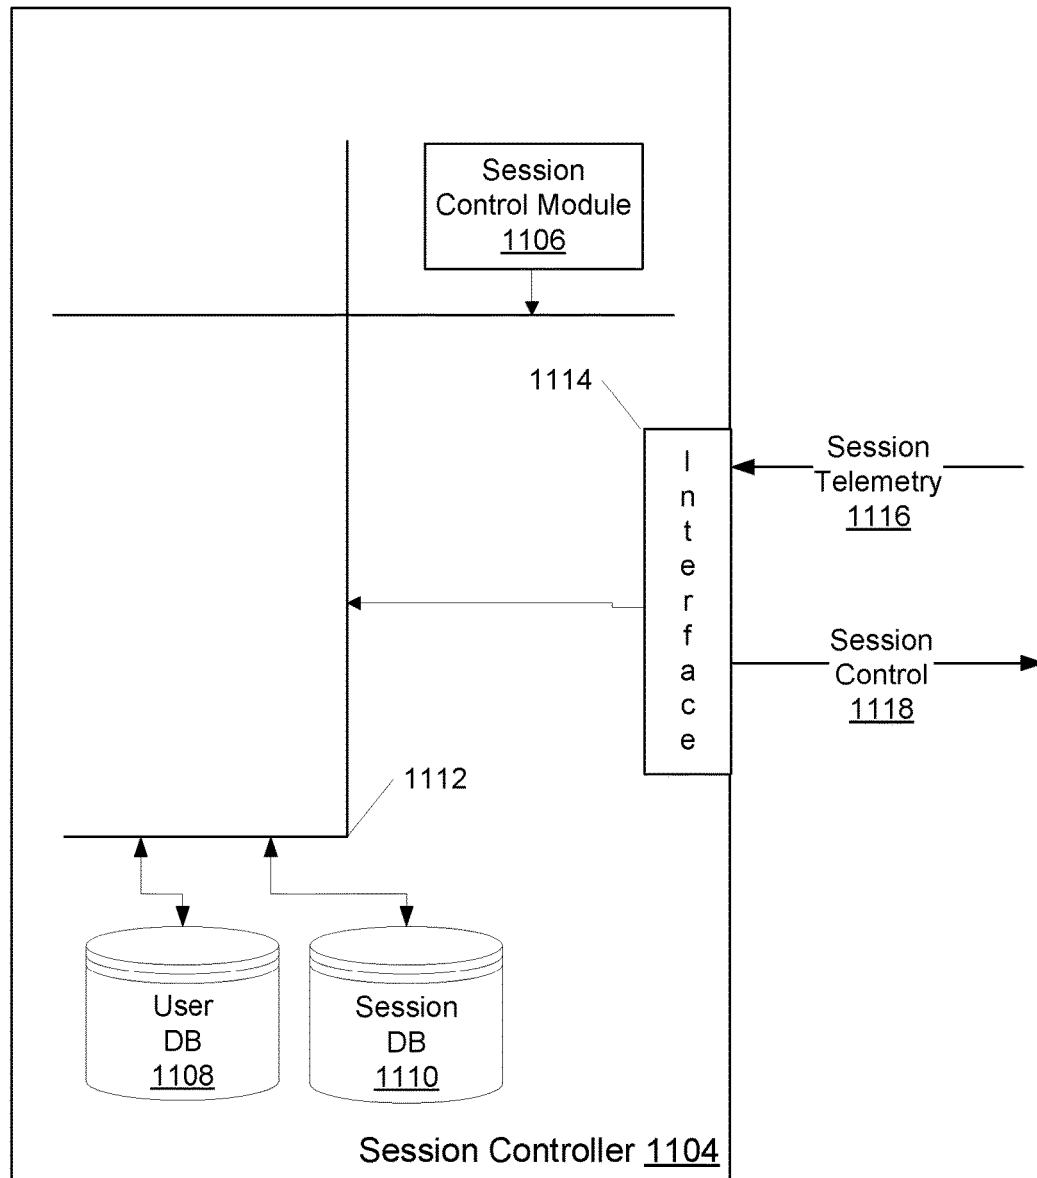 Session
Control Module
1106
1114
Interface
Session
Telemetry
1116
Session
Control
1118
1112
User
DB
1108
Session
DB
1110
Session Controller 1104